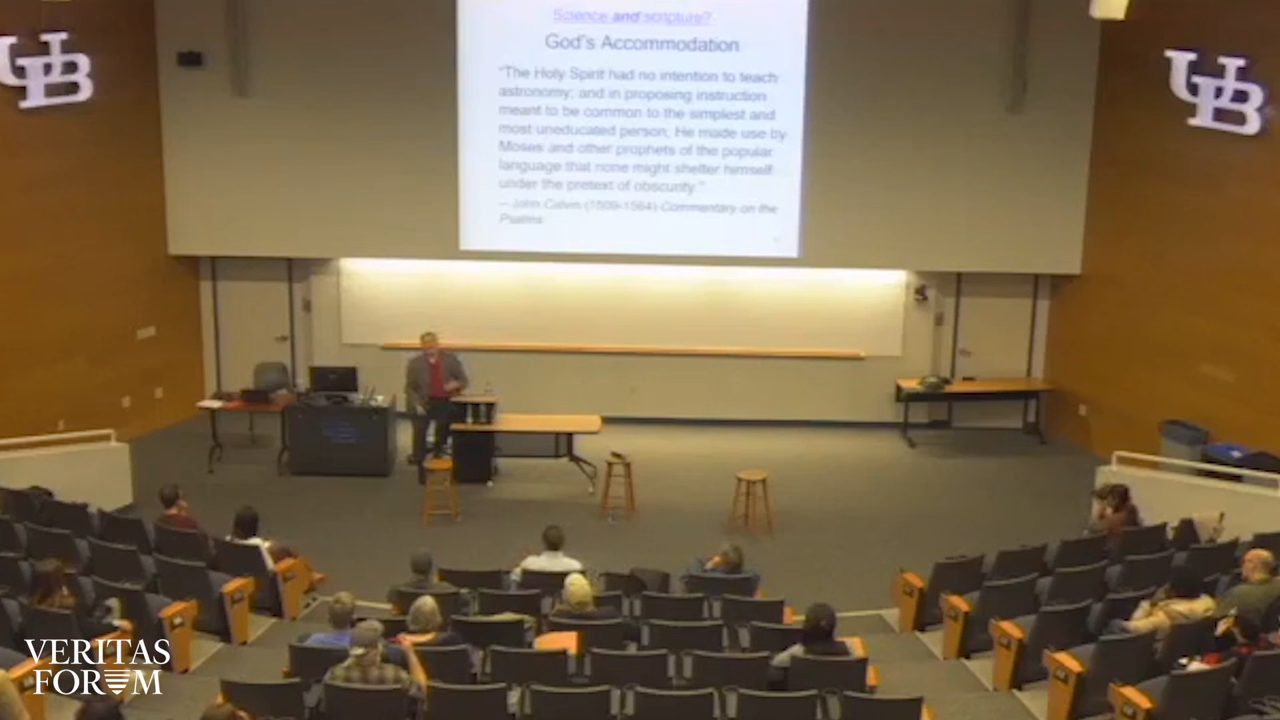 Science and scripture?
God's Accommodation
"The Holy Spirit had no intention to teach
astronomy; and in proposing instruction
meant to be common to the simplest and
most uneducated person, He made use by
Moses and other prophets of the popular
language that none might shelter himself
under the pretext of obscurity."
-- John Calvin (1509-1564) Commentary on the
Psalms
UB
UB
UB
VERITAS
FORUM